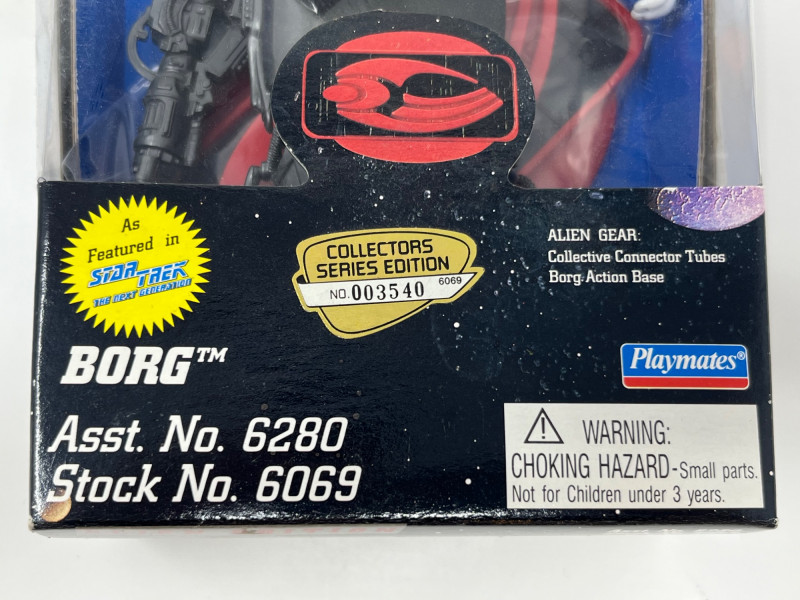 As
Featured in
STAR TREK
THE NEXT GENERATION
COLLECTORS
SERIES EDITION
6069
NO. 003540
ALIEN GEAR:
Collective Connector Tubes
Borg Action Base
BORG™
Playmates®
Asst. No. 6280
Stock No. 6069
WARNING:
CHOKING HAZARD-Small parts.
Not for Children under 3 years.